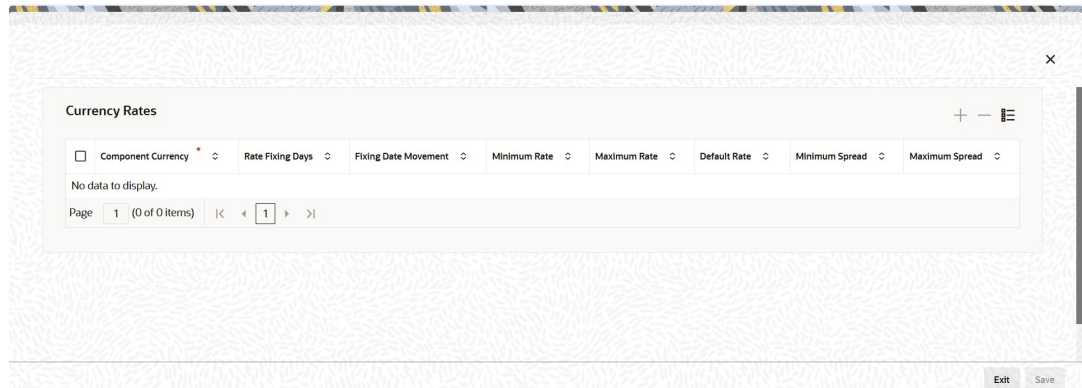 Currency Rates
Component Currency * Rate Fixing Days Fixing Date Movement Minimum Rate Maximum Rate Default Rate Minimum Spread Maximum Spread
No data to display.
Page 1 (0 of 0 items) 1
Exit Save